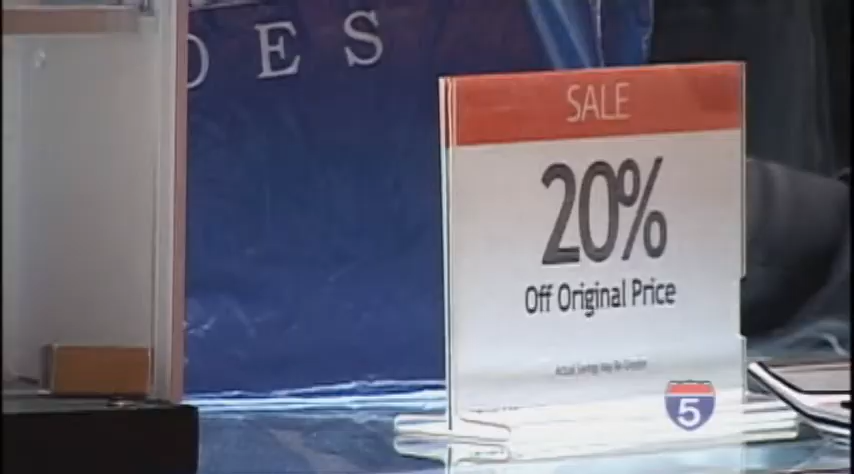 DES
SALE
20%
Off Original Price
Actual Savings May Be Greater
5